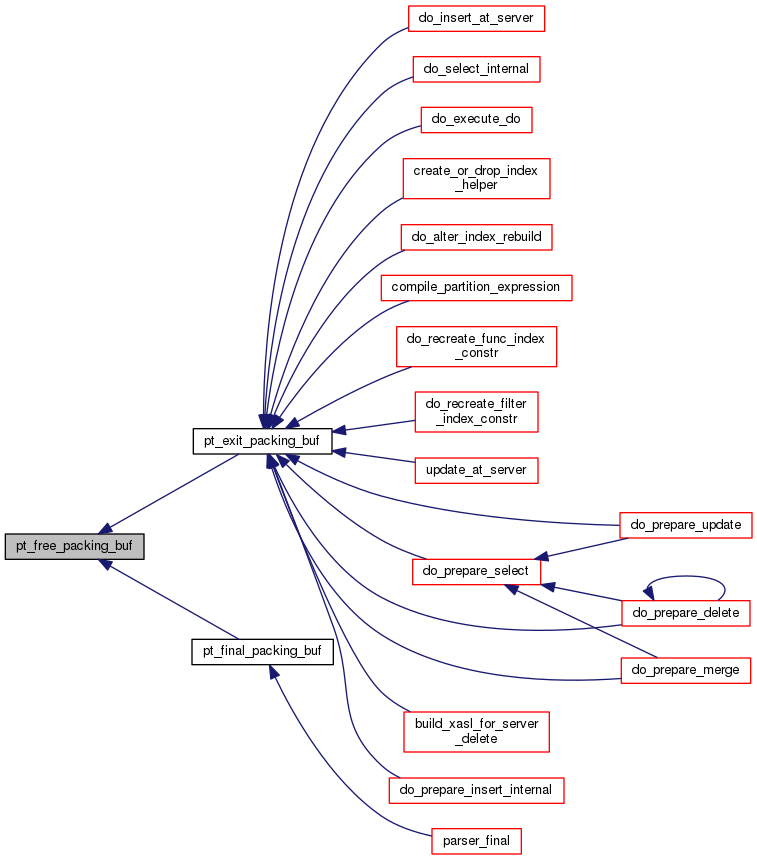 do_insert_at_server
do_select_internal
do_execute_do
create_or_drop_index
_helper
do_alter_index_rebuild
compile_partition_expression
do_recreate_func_index
_constr
do_recreate_filter
_index_constr
pt_exit_packing_buf
update_at_server
do_prepare_update
pt_free_packing_buf
do_prepare_select
do_prepare_delete
pt_final_packing_buf
do_prepare_merge
build_xasl_for_server
_delete
do_prepare_insert_internal
parser_final